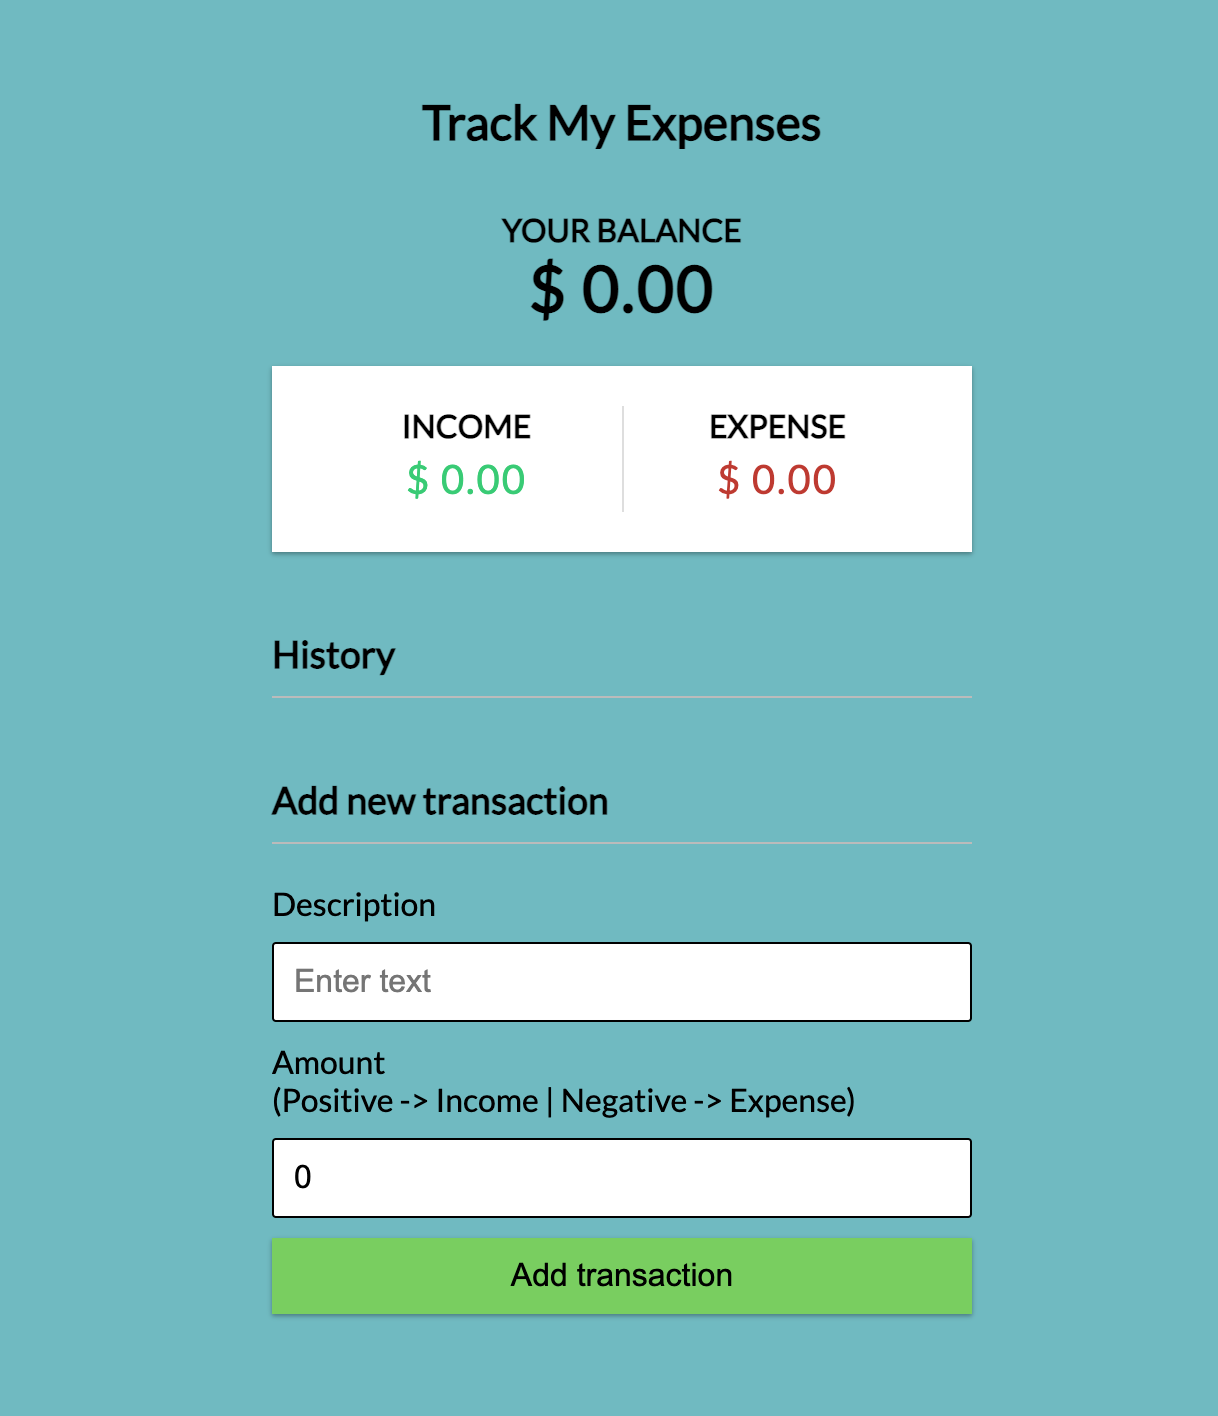 Track My Expenses
YOUR BALANCE
$ 0.00
INCOME
$ 0.00
EXPENSE
$ 0.00
History
Add new transaction
Description
Enter text
Amount
(Positive -> Income | Negative -> Expense)
0
Add transaction